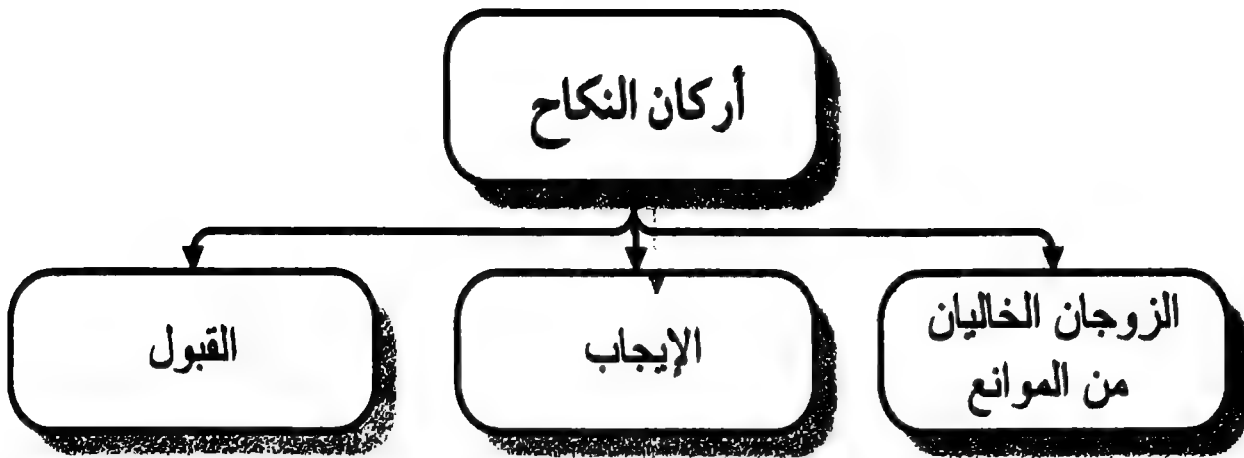 أركان النكاح
الزوجان الخاليان
من الموانع
الإيجاب
القبول